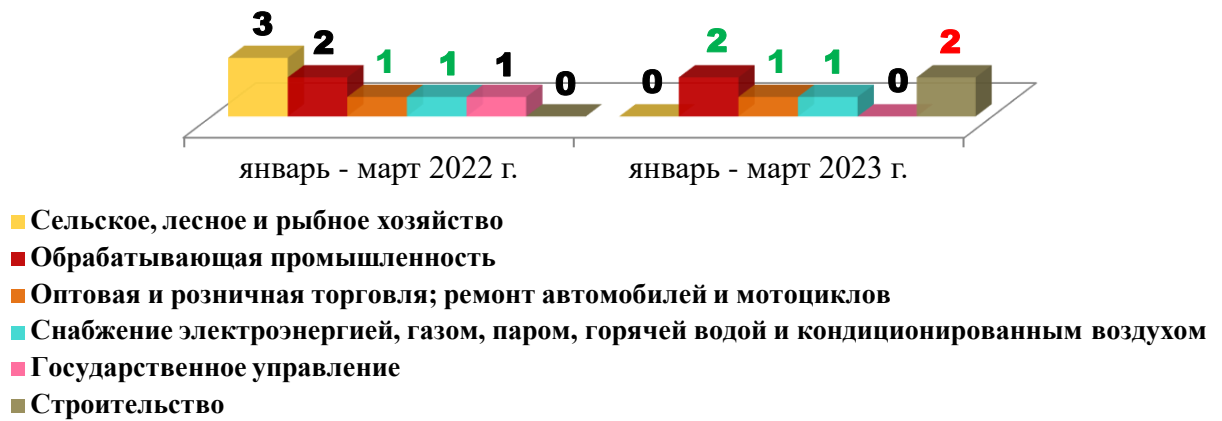 3 2 1 1 1 0 0 2 1 1 0 2
январь - март 2022 г. январь - март 2023 г.
Сельское, лесное и рыбное хозяйство
Обрабатывающая промышленность
Оптовая и розничная торговля; ремонт автомобилей и мотоциклов
Снабжение электроэнергией, газом, паром, горячей водой и кондиционированным воздухом
Государственное управление
Строительство